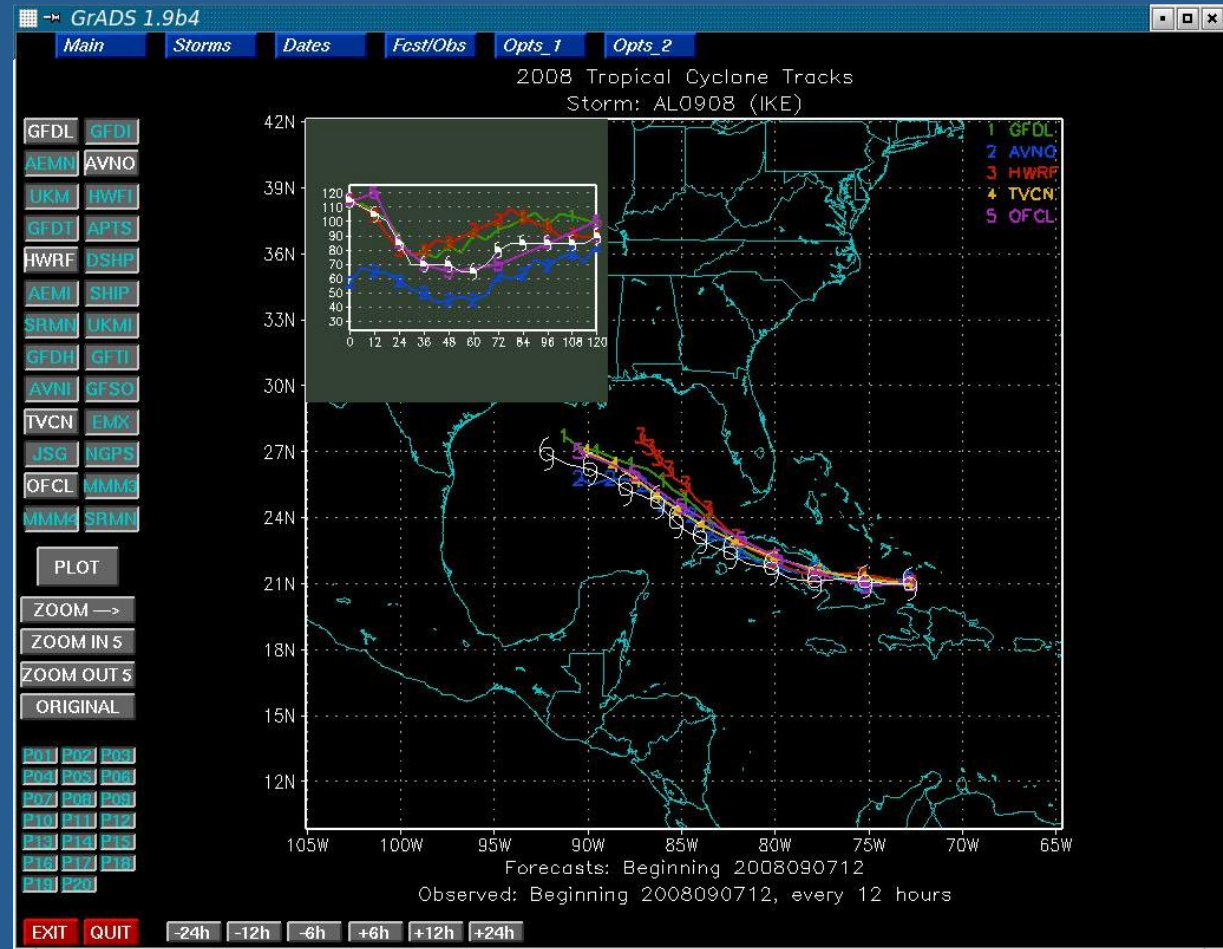 GrADS 1.9b4
Main Storms Dates Fcst/Obs Opts_1 Opts_2
2008 Tropical Cyclone Tracks
Storm: AL0908 (IKE)
GFDL GFDI
AEMN AVNO
UKM HWFI
GFDT APTS
HWRF DSHP
AEMI SHIP
SRMN UKMI
GFDH GFTI
AVNI GFSO
TVCN EMX
JSG NGPS
OFCL MMM3
MMM4 SRMN
PLOT
ZOOM —>
ZOOM IN 5
ZOOM OUT 5
ORIGINAL
P01 P02 P03
P04 P05 P06
P07 P08 P09
P10 P11 P12
P13 P14 P15
P16 P17 P18
P19 P20
EXIT QUIT -24h -12h -6h +6h +12h +24h
42N
39N
36N
33N
30N
27N
24N
21N
18N
15N
12N
120
110
100
90
80
70
60
50
40
30
0 12 24 36 48 60 72 84 96 108 120
1 GFDL
2 AVNO
3 HWRF
4 TVCN
5 OFCL
105W 100W 95W 90W 85W 80W 75W 70W 65W
Forecasts: Beginning 2008090712
Observed: Beginning 2008090712, every 12 hours